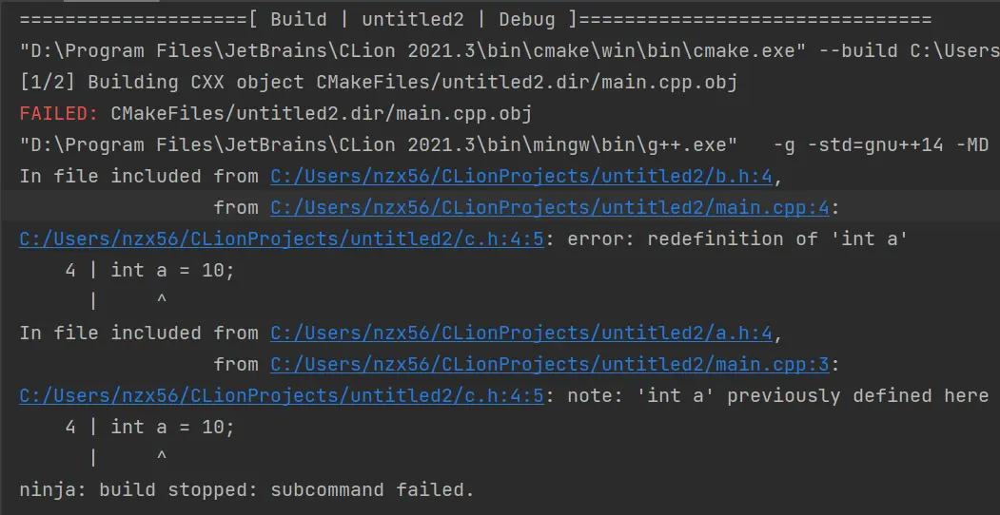 ====================[ Build | untitled2 | Debug ]===============================
"D:\Program Files\JetBrains\CLion 2021.3\bin\cmake\win\bin\cmake.exe" --build C:\Users
[1/2] Building CXX object CMakeFiles/untitled2.dir/main.cpp.obj
FAILED: CMakeFiles/untitled2.dir/main.cpp.obj
"D:\Program Files\JetBrains\CLion 2021.3\bin\mingw\bin\g++.exe"   -g -std=gnu++14 -MD
In file included from C:/Users/nzx56/CLionProjects/untitled2/b.h:4,
                 from C:/Users/nzx56/CLionProjects/untitled2/main.cpp:4:
C:/Users/nzx56/CLionProjects/untitled2/c.h:4:5: error: redefinition of 'int a'
    4 | int a = 10;
      |     ^
In file included from C:/Users/nzx56/CLionProjects/untitled2/a.h:4,
                 from C:/Users/nzx56/CLionProjects/untitled2/main.cpp:3:
C:/Users/nzx56/CLionProjects/untitled2/c.h:4:5: note: 'int a' previously defined here
    4 | int a = 10;
      |     ^
ninja: build stopped: subcommand failed.